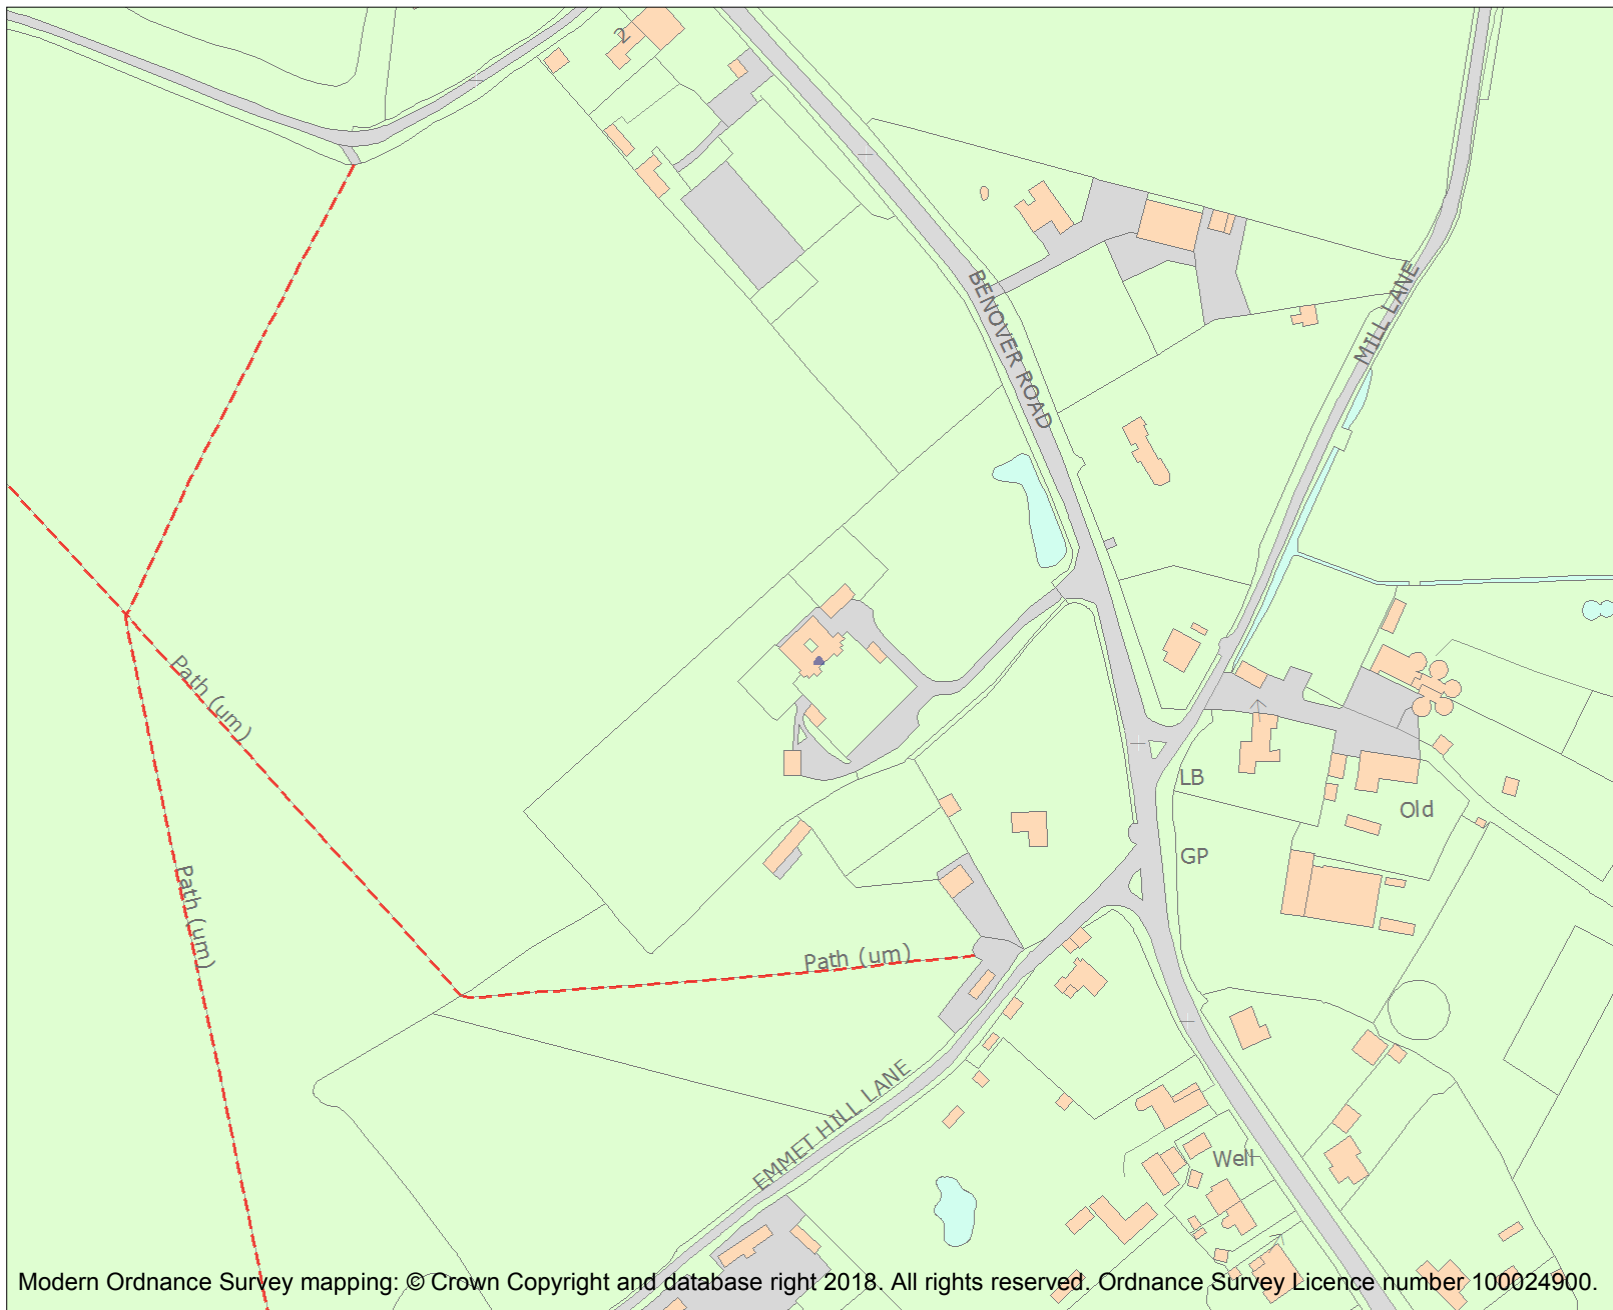 2
BENOVER ROAD
MILL LANE
Path (um)
LB
Old
GP
Path (um)
Path (um)
EMMET HILL LANE
Well
Modern Ordnance Survey mapping: © Crown Copyright and database right 2018. All rights reserved. Ordnance Survey Licence number 100024900.